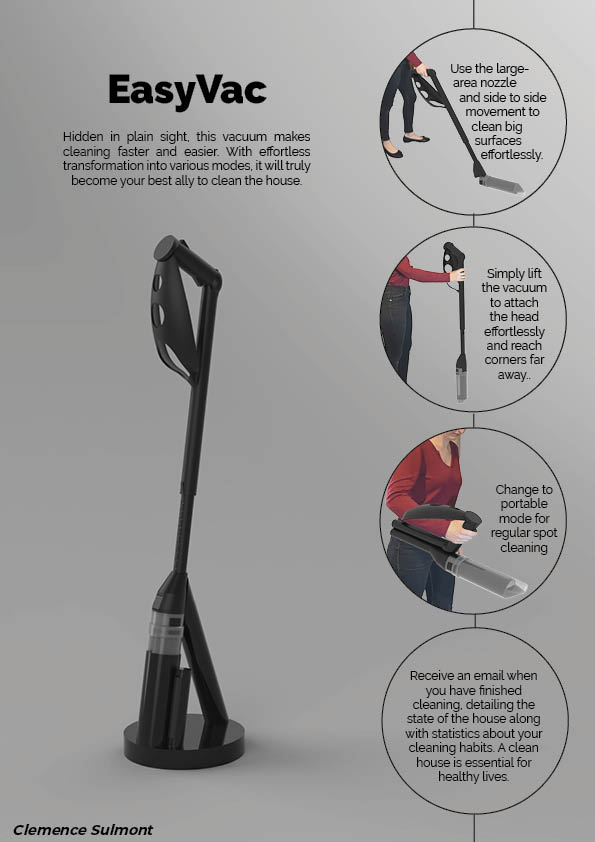 EasyVac
Hidden in plain sight, this vacuum makes
cleaning faster and easier. With effortless
transformation into various modes, it will truly
become your best ally to clean the house.
Use the large-
area nozzle
and side to side
movement to
clean big
surfaces
effortlessly.
Simply lift
the vacuum
to attach
the head
effortlessly
and reach
corners far
away..
Change to
portable
mode for
regular spot
cleaning
Receive an email when
you have finished
cleaning, detailing the
state of the house along
with statistics about your
cleaning habits. A clean
house is essential for
healthy lives.
Clemence Sulmont